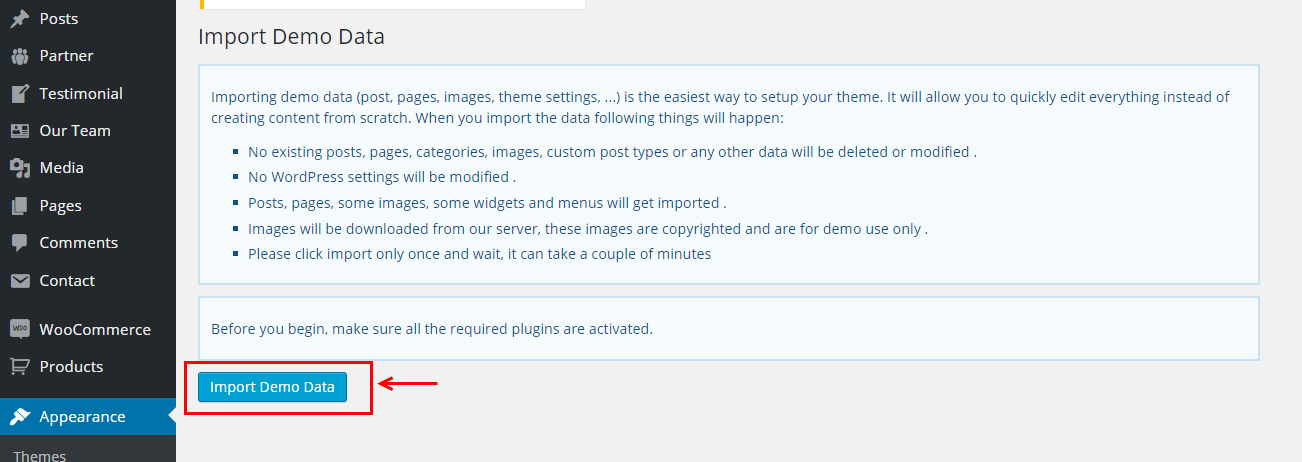 Posts
Partner
Testimonial
Our Team
Media
Pages
Comments
Contact
Woo
WooCommerce
Products
Appearance
Themes
Import Demo Data
Importing demo data (post, pages, images, theme settings, ...) is the easiest way to setup your theme. It will allow you to quickly edit everything instead of
creating content from scratch. When you import the data following things will happen:
No existing posts, pages, categories, images, custom post types or any other data will be deleted or modified .
No WordPress settings will be modified .
Posts, pages, some images, some widgets and menus will get imported .
Images will be downloaded from our server, these images are copyrighted and are for demo use only .
Please click import only once and wait, it can take a couple of minutes
Before you begin, make sure all the required plugins are activated.
Import Demo Data